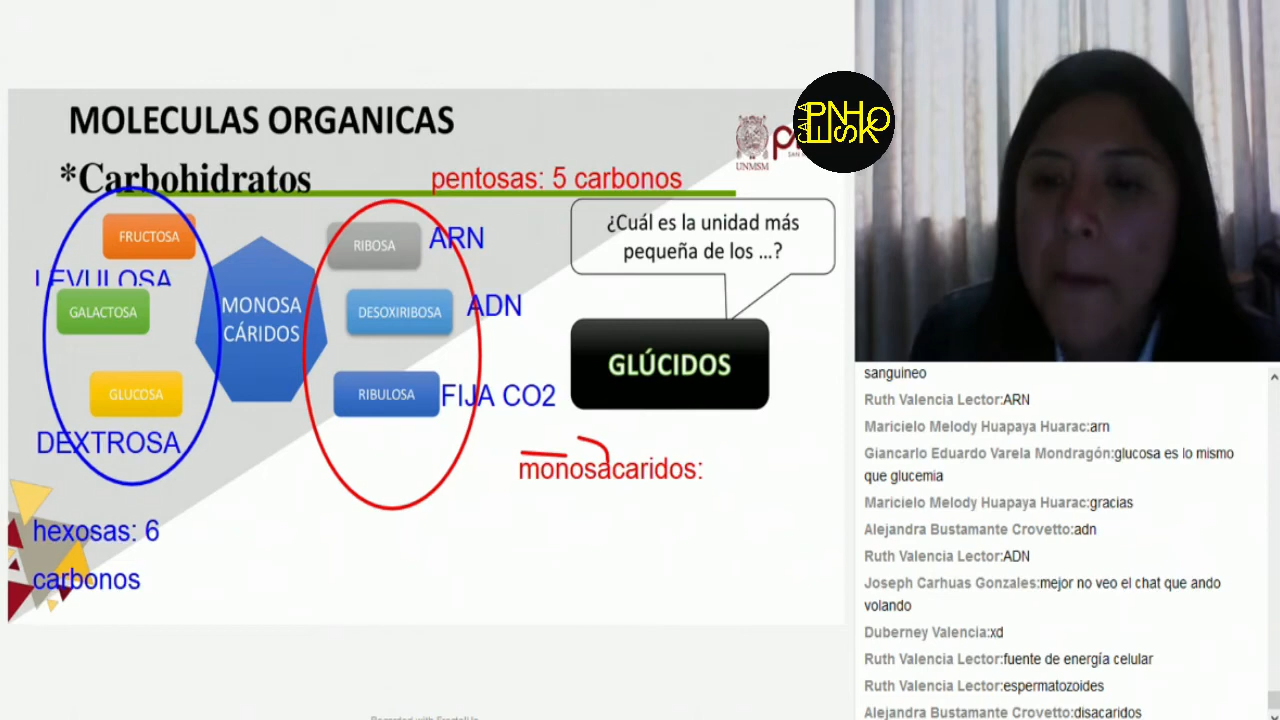 MOLECULAS ORGANICAS
*Carbohidratos
pentosas: 5 carbonos
UNMSM
CALA
PNHO
ESK
FRUCTOSA
LEVULOSA
GALACTOSA
GLUCOSA
DEXTROSA
MONOSA
CÁRIDOS
RIBOSA
ARN
DESOXIRIBOSA
ADN
RIBULOSA
FIJA CO2
¿Cuál es la unidad más
pequeña de los ...?
GLÚCIDOS
monosacaridos:
hexosas: 6
carbonos
sanguineo
Ruth Valencia Lector:ARN
Maricielo Melody Huapaya Huarac:arn
Giancarlo Eduardo Varela Mondragón:glucosa es lo mismo
que glucemia
Maricielo Melody Huapaya Huarac:gracias
Alejandra Bustamante Crovetto:adn
Ruth Valencia Lector:ADN
Joseph Carhuas Gonzales:mejor no veo el chat que ando
volando
Duberney Valencia:xd
Ruth Valencia Lector:fuente de energía celular
Ruth Valencia Lector:espermatozoides
Alejandra Bustamante Crovetto:disacaridos